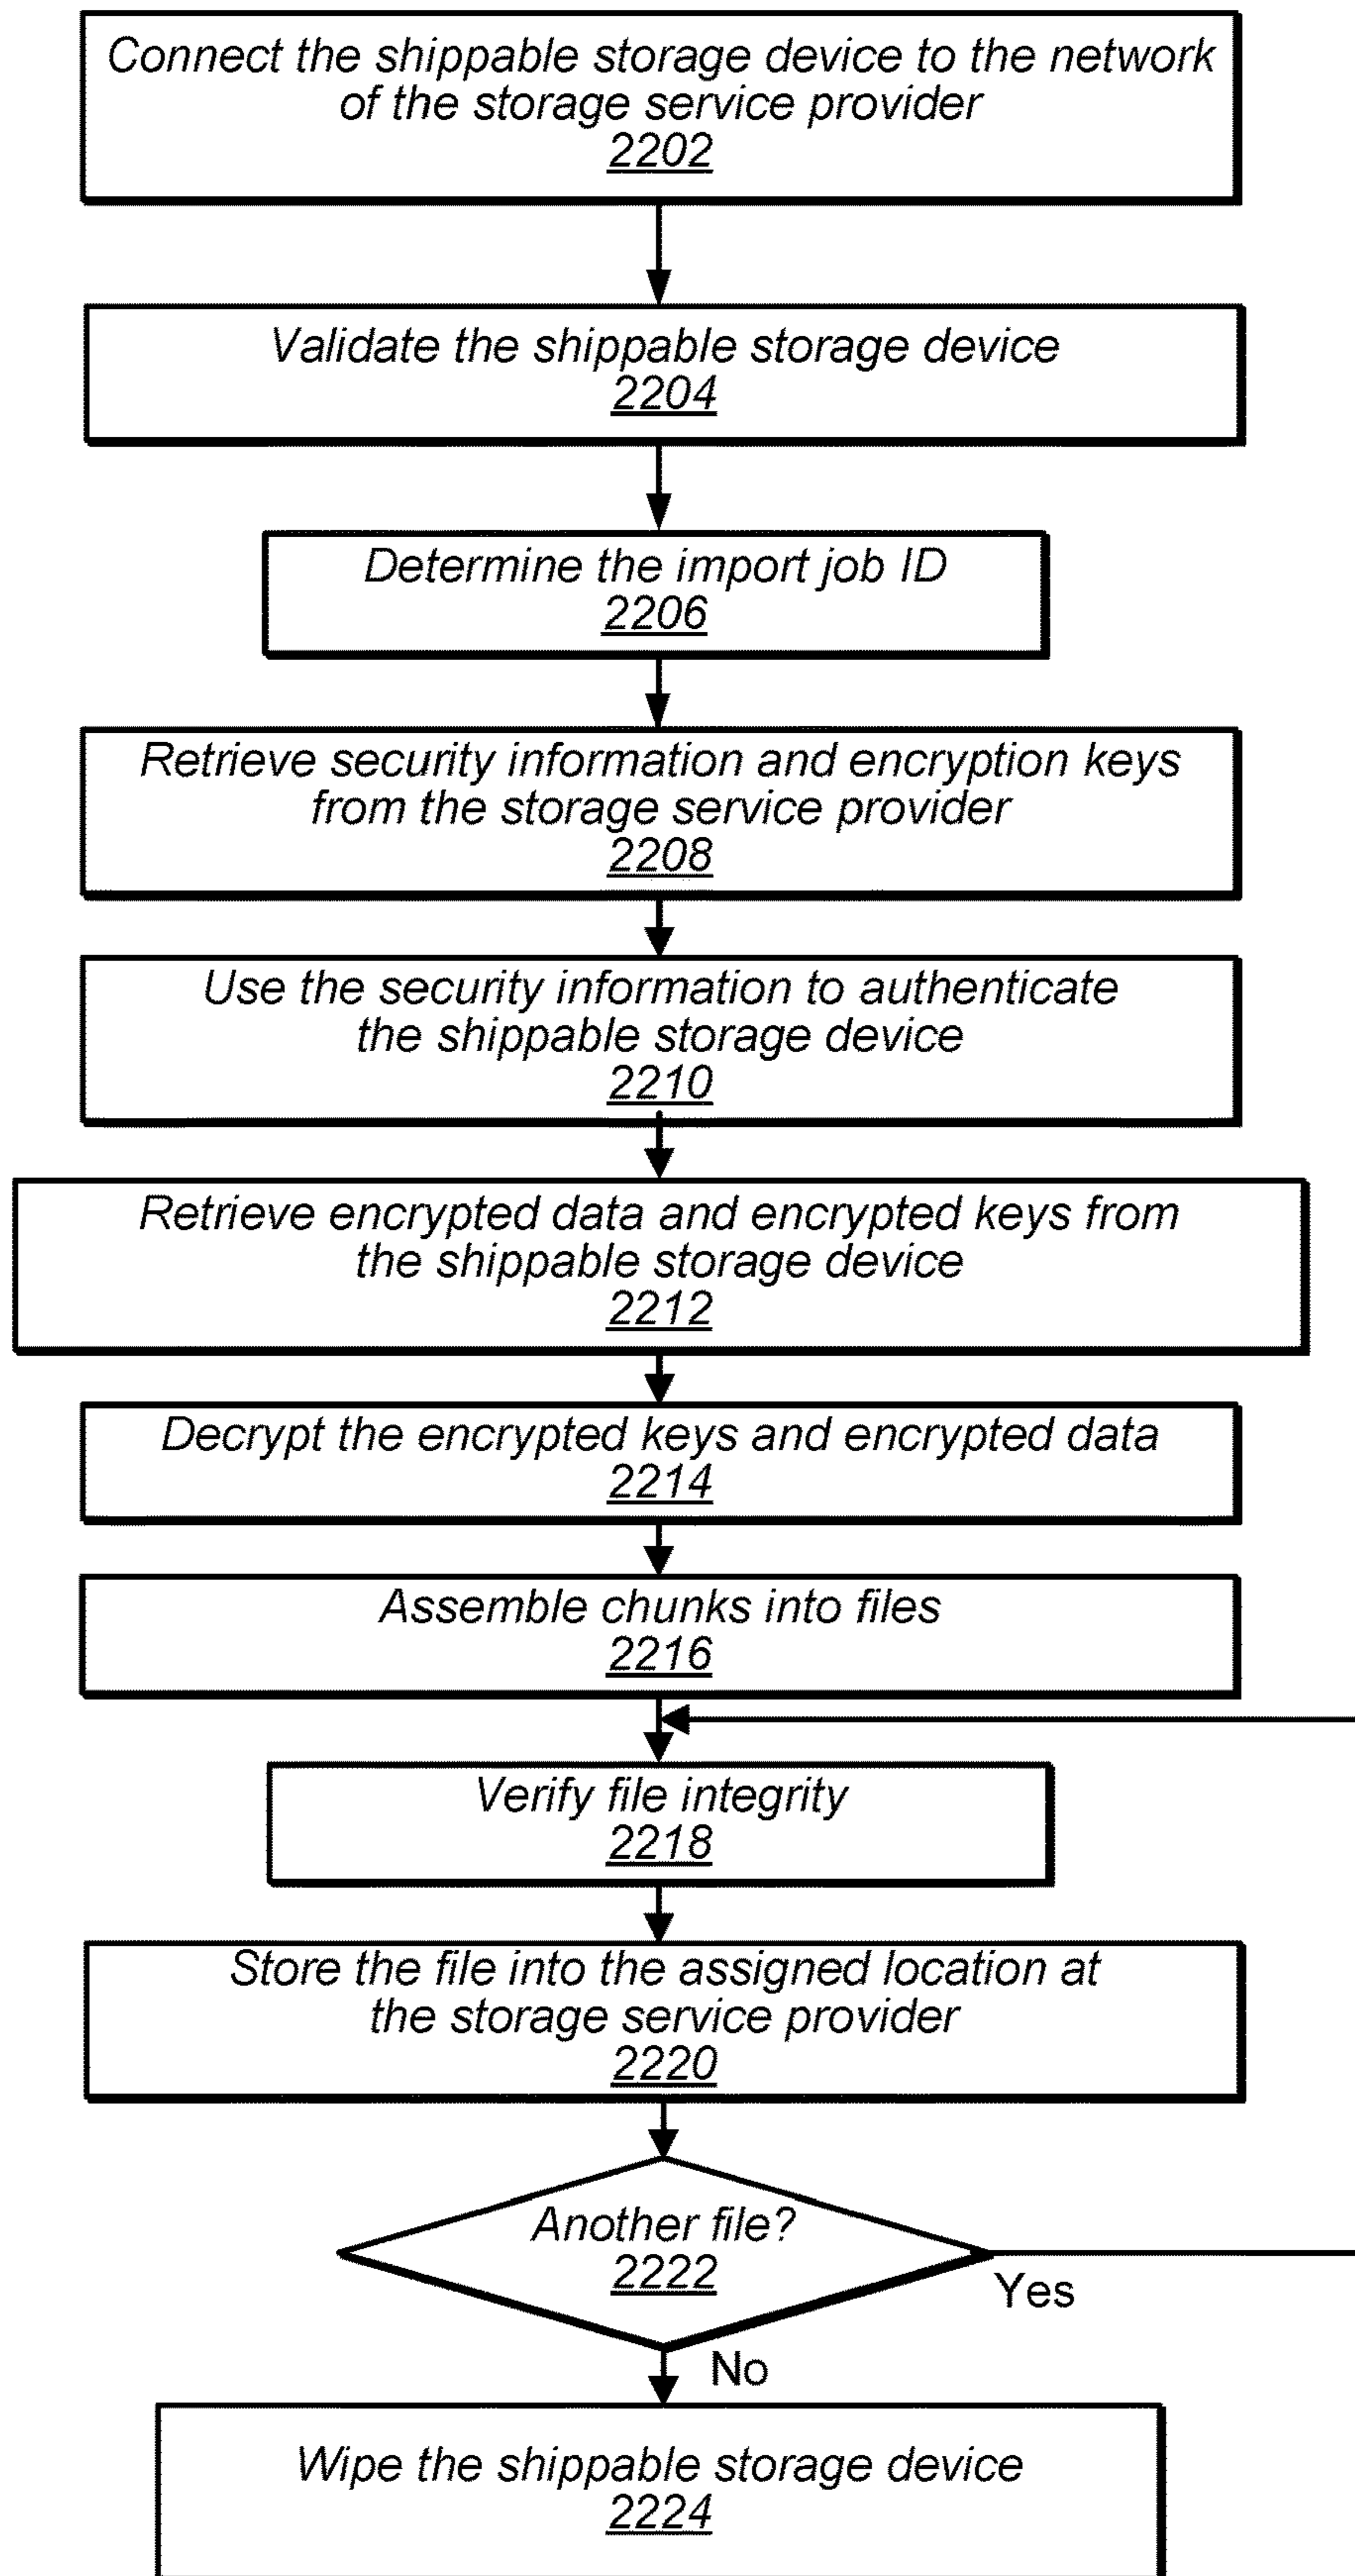 Connect the shippable storage device to the network
of the storage service provider
2202
Validate the shippable storage device
2204
Determine the import job ID
2206
Retrieve security information and encryption keys
from the storage service provider
2208
Use the security information to authenticate
the shippable storage device
2210
Retrieve encrypted data and encrypted keys from
the shippable storage device
2212
Decrypt the encrypted keys and encrypted data
2214
Assemble chunks into files
2216
Verify file integrity
2218
Store the file into the assigned location at
the storage service provider
2220
Another file?
2222
Yes
No
Wipe the shippable storage device
2224